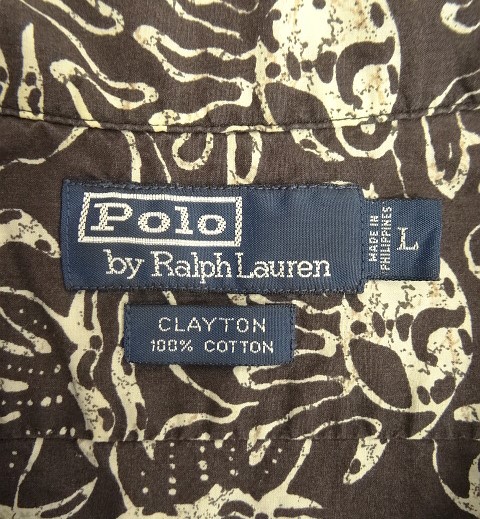 Polo
by Ralph Lauren
MADE IN
PHILIPPINES
L
CLAYTON
100% COTTON